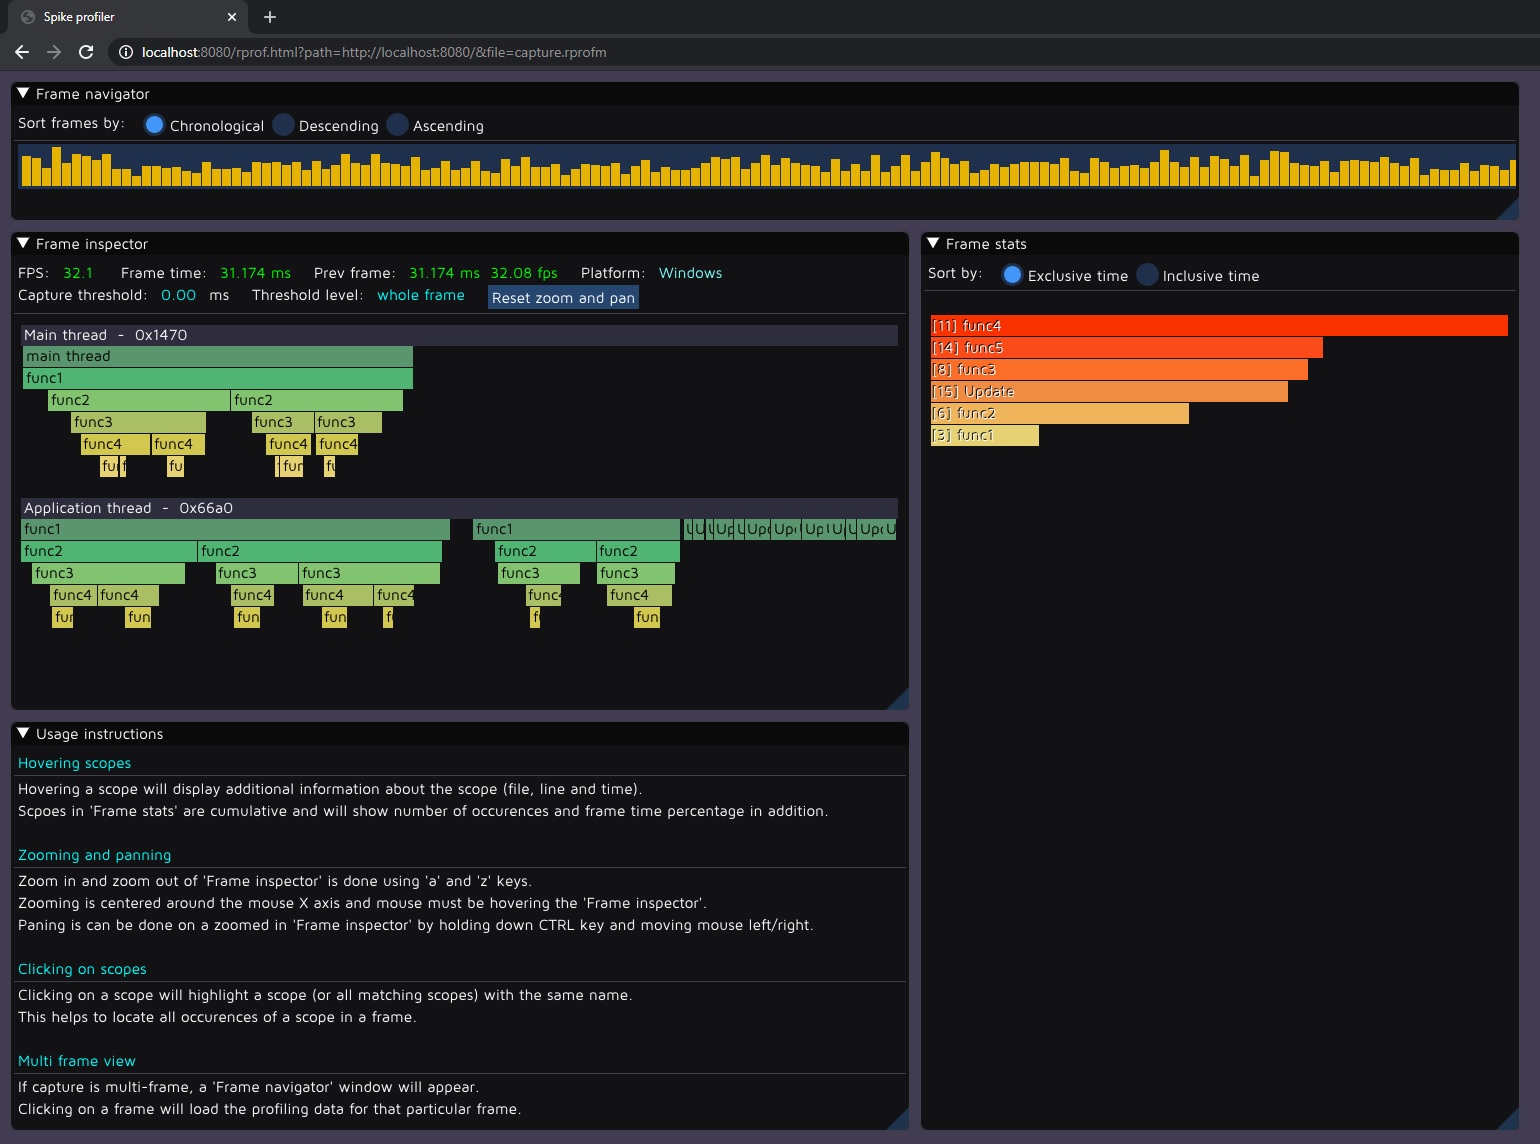 Spike profiler
localhost:8080/rprof.html?path=http://localhost:8080/&file=capture.rprofm
Frame navigator
Sort frames by: Chronological Descending Ascending
Frame inspector
FPS: 32.1 Frame time: 31.174 ms Prev frame: 31.174 ms 32.08 fps Platform: Windows
Capture threshold: 0.00 ms Threshold level: whole frame Reset zoom and pan
Main thread - 0x1470
main thread
func1
func2 func2
func3 func3 func3
func4 func4 func4 func4
fu
Application thread - 0x66a0
func1 func1
func2 func2 func2 func2
func3 func3 func3 func3 func3
func4 func4 func4 func4 func4 func4 func4
fun fun fun fun
Frame stats
Sort by: Exclusive time Inclusive time
[11] func4
[14] func5
[8] func3
[15] Update
[6] func2
[3] func1
Usage instructions
Hovering scopes
Hovering a scope will display additional information about the scope (file, line and time).
Scpoes in 'Frame stats' are cumulative and will show number of occurences and frame time percentage in addition.
Zooming and panning
Zoom in and zoom out of 'Frame inspector' is done using 'a' and 'z' keys.
Zooming is centered around the mouse X axis and mouse must be hovering the 'Frame inspector'.
Paning is can be done on a zoomed in 'Frame inspector' by holding down CTRL key and moving mouse left/right.
Clicking on scopes
Clicking on a scope will highlight a scope (or all matching scopes) with the same name.
This helps to locate all occurences of a scope in a frame.
Multi frame view
If capture is multi-frame, a 'Frame navigator' window will appear.
Clicking on a frame will load the profiling data for that particular frame.